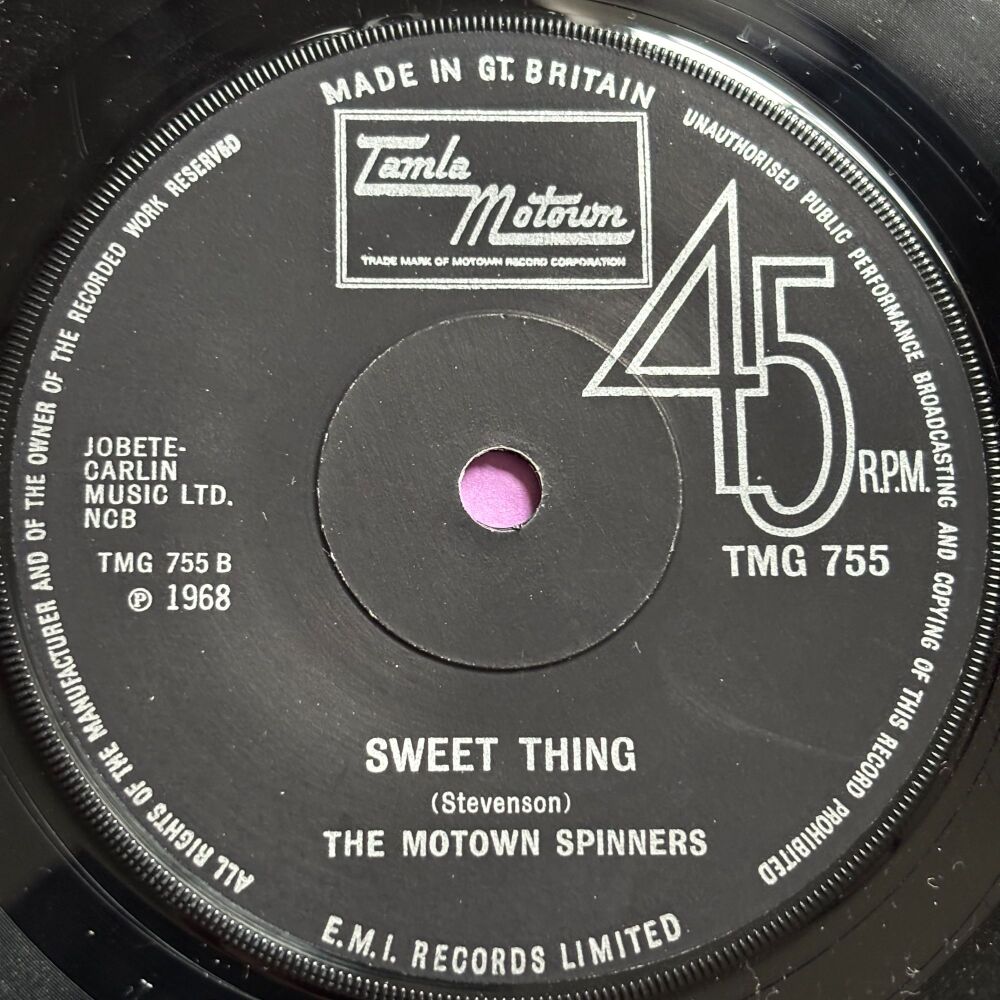 MADE IN GT. BRITAIN
Tamla
Motown
TRADE MARK OF MOTOWN RECORD CORPORATION
UNAUTHORISED PUBLIC PERFORMANCE BROADCASTING AND COPYING OF THIS RECORD PROHIBITED
ALL RIGHTS OF THE MANUFACTURER AND OF THE OWNER OF THE RECORDED WORK RESERVED
45
R.P.M.
TMG 755
JOBETE-
CARLIN
MUSIC LTD.
NCB
TMG 755 B
℗ 1968
SWEET THING
(Stevenson)
THE MOTOWN SPINNERS
E.M.I. RECORDS LIMITED